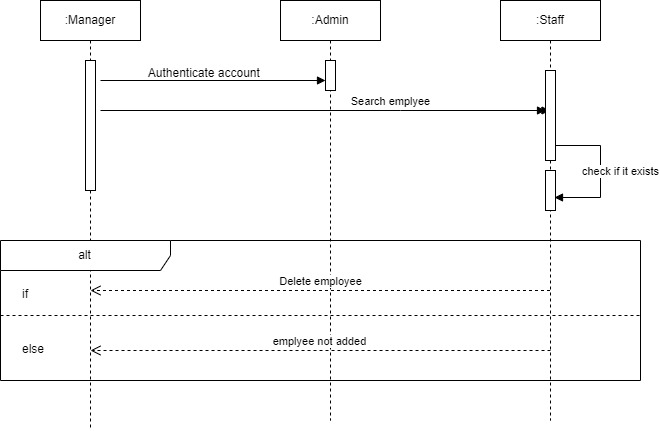 :Manager
:Admin
:Staff
Authenticate account
Search emplyee
check if it exists
alt
Delete employee
if
emplyee not added
else